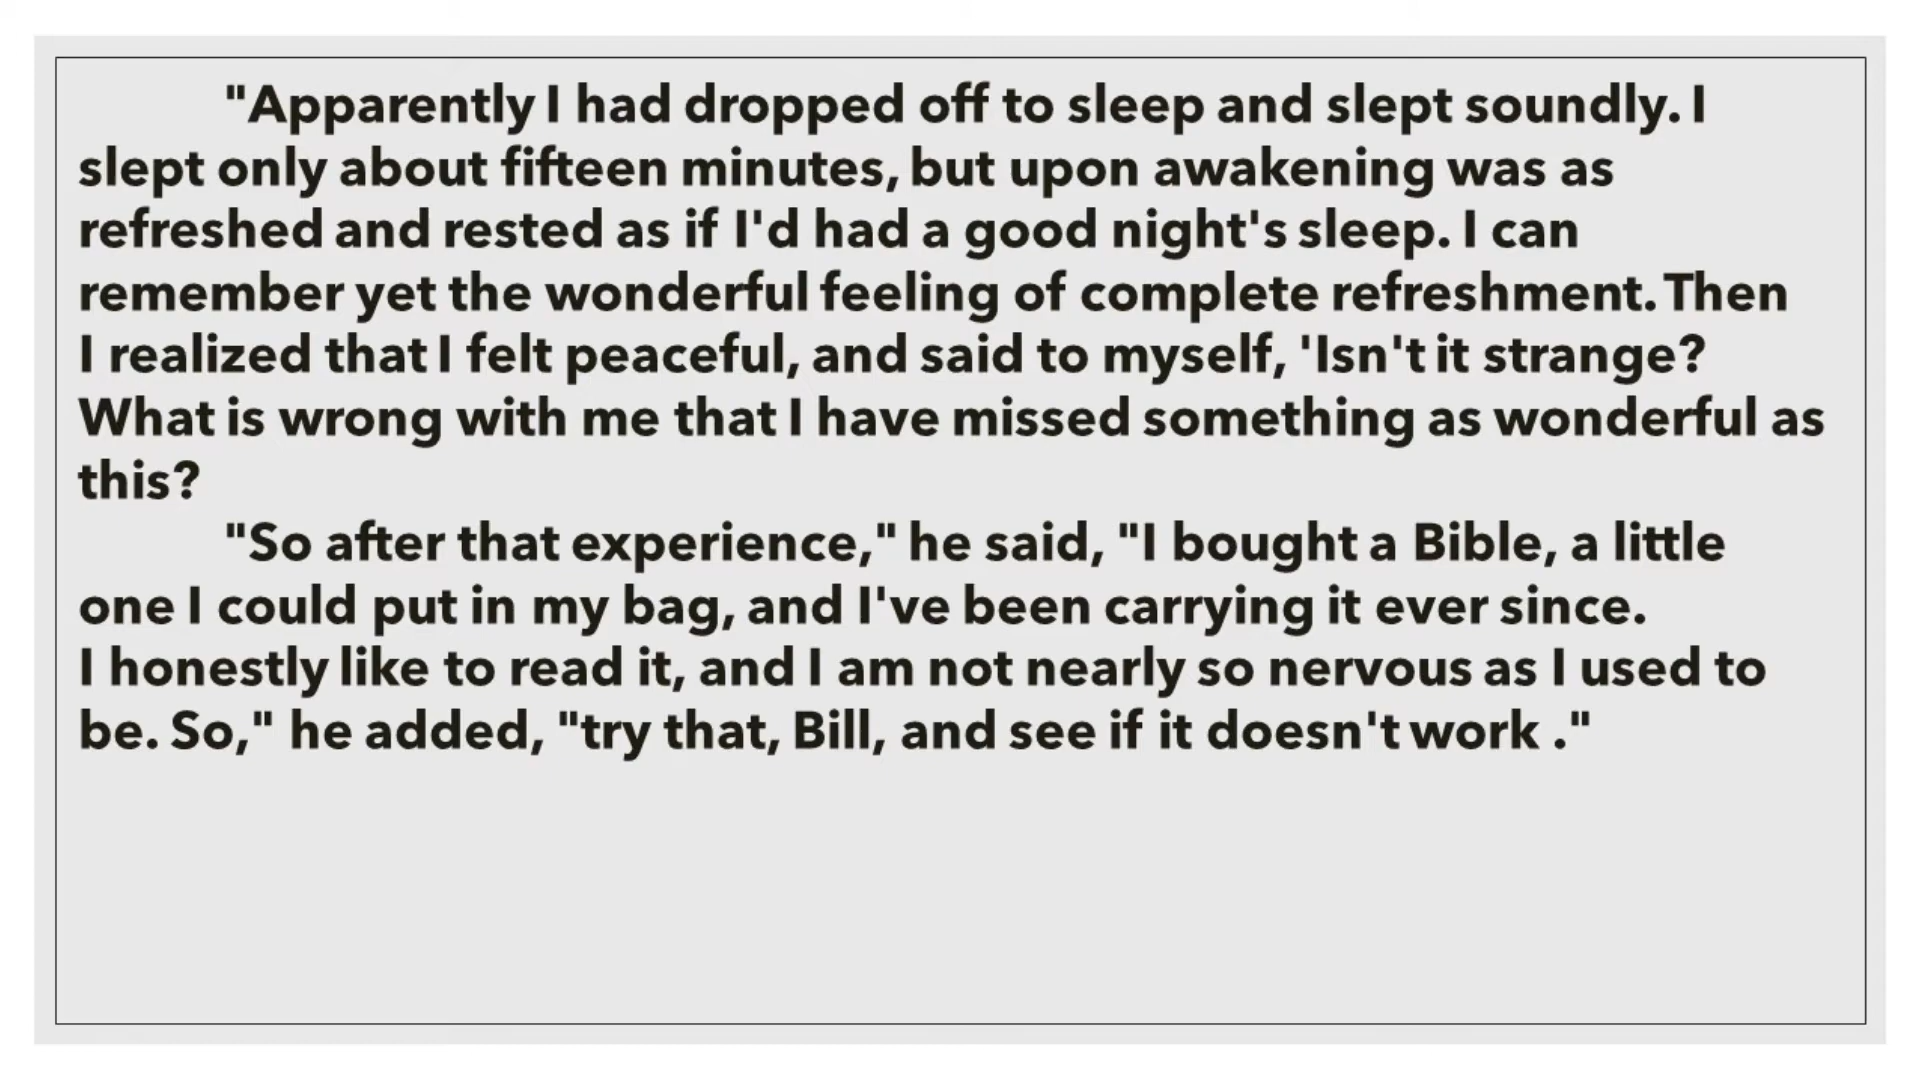 "Apparently I had dropped off to sleep and slept soundly. I
slept only about fifteen minutes, but upon awakening was as
refreshed and rested as if I'd had a good night's sleep. I can
remember yet the wonderful feeling of complete refreshment. Then
I realized that I felt peaceful, and said to myself, 'Isn't it strange?
What is wrong with me that I have missed something as wonderful as
this?
"So after that experience," he said, "I bought a Bible, a little
one I could put in my bag, and I've been carrying it ever since.
I honestly like to read it, and I am not nearly so nervous as I used to
be. So," he added, "try that, Bill, and see if it doesn't work ."